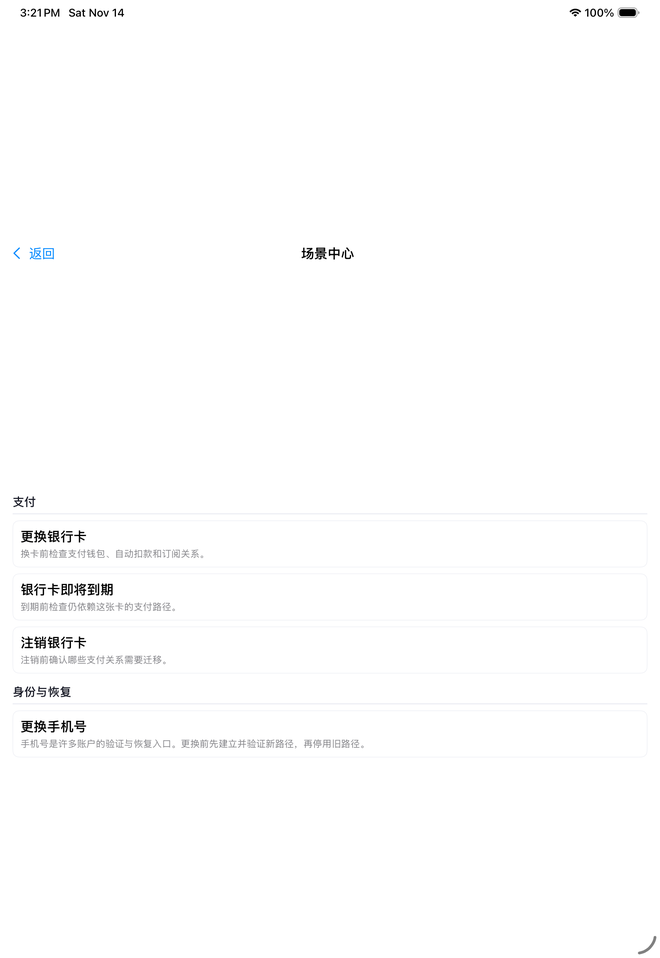 3:21 PM Sat Nov 14 100%
返回 场景中心
支付
更换银行卡
换卡前检查支付钱包、自动扣款和订阅关系。
银行卡即将到期
到期前检查仍依赖这张卡的支付路径。
注销银行卡
注销前确认哪些支付关系需要迁移。
身份与恢复
更换手机号
手机号是许多账户的验证与恢复入口。更换前先建立并验证新路径，再停用旧路径。